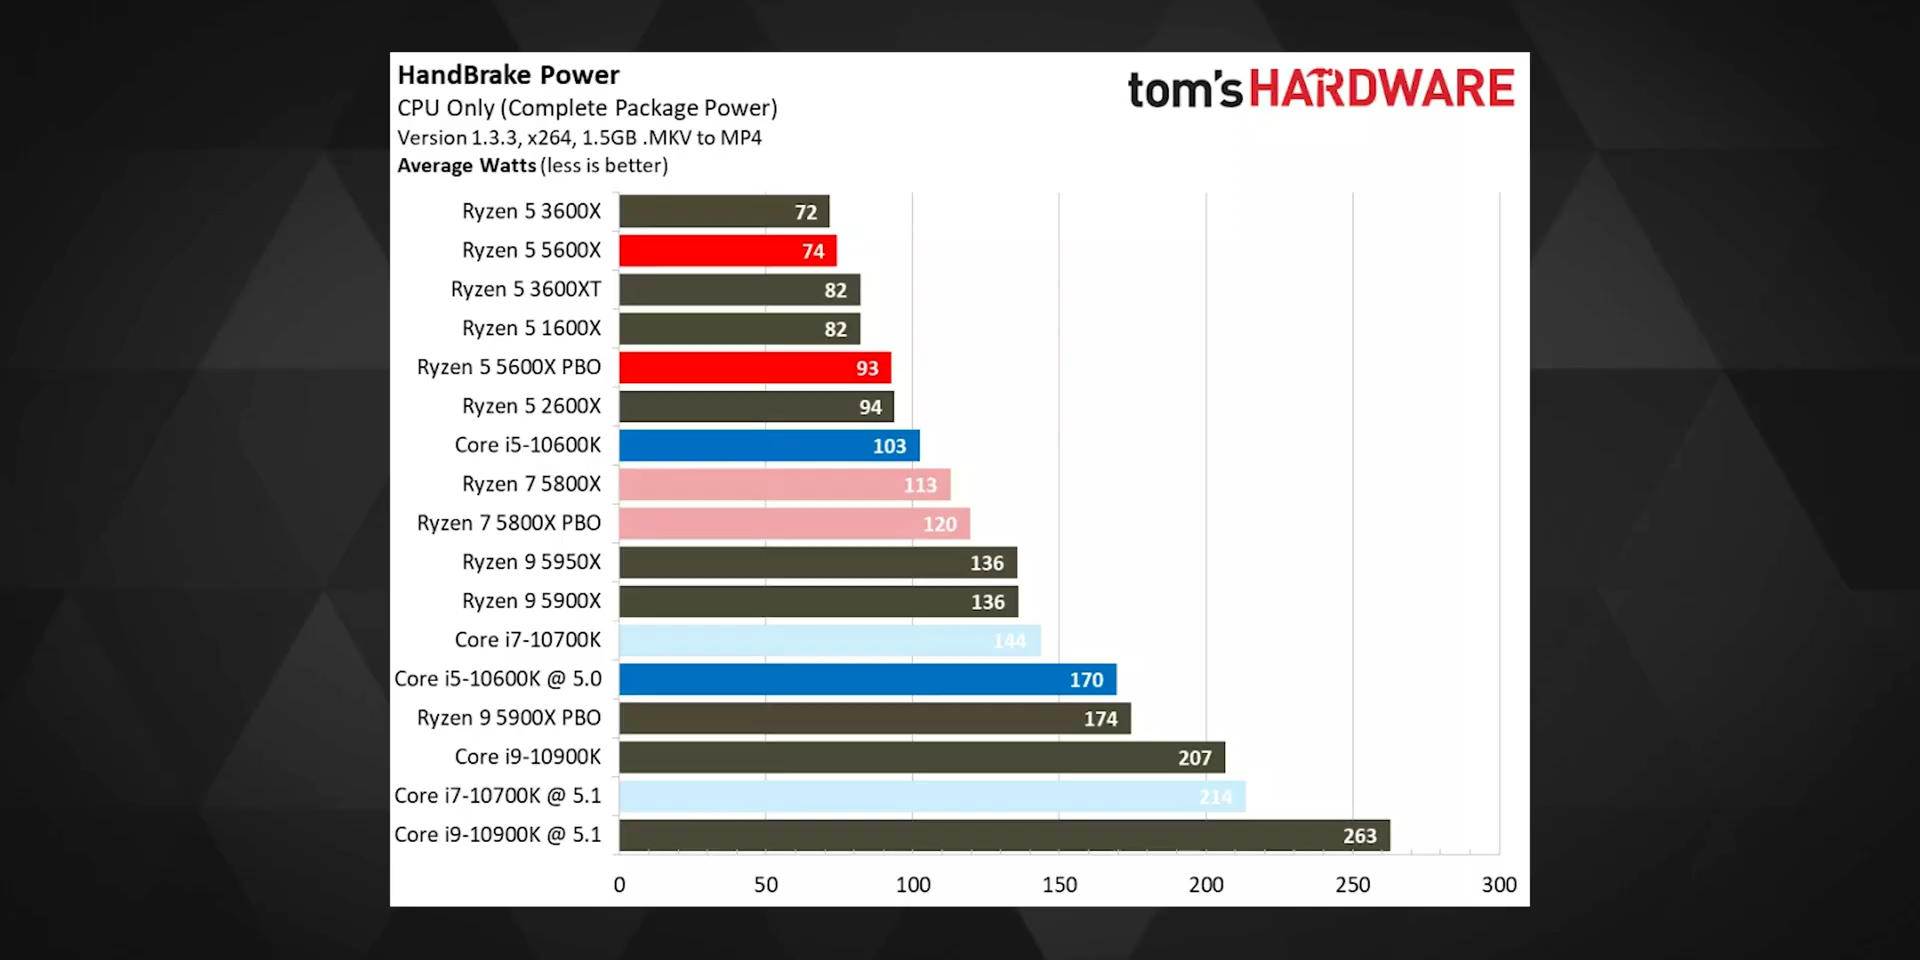 HandBrake Power
tom's HARDWARE
CPU Only (Complete Package Power)
Version 1.3.3, x264, 1.5GB .MKV to MP4
Average Watts (less is better)
Ryzen 5 3600X 72
Ryzen 5 5600X 74
Ryzen 5 3600XT 82
Ryzen 5 1600X 82
Ryzen 5 5600X PBO 93
Ryzen 5 2600X 94
Core i5-10600K 103
Ryzen 7 5800X 113
Ryzen 7 5800X PBO 120
Ryzen 9 5950X 136
Ryzen 9 5900X 136
Core i7-10700K 144
Core i5-10600K @ 5.0 170
Ryzen 9 5900X PBO 174
Core i9-10900K 207
Core i7-10700K @ 5.1 214
Core i9-10900K @ 5.1 263
0 50 100 150 200 250 300